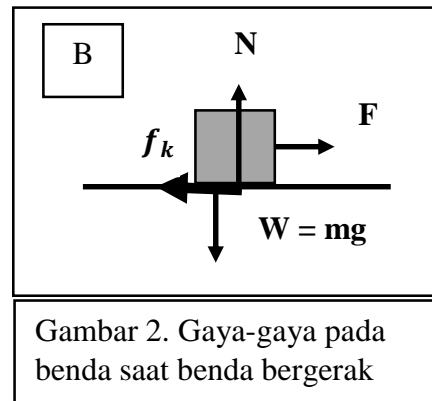 B
N
F
f_k
W = mg
Gambar 2. Gaya-gaya pada
benda saat benda bergerak